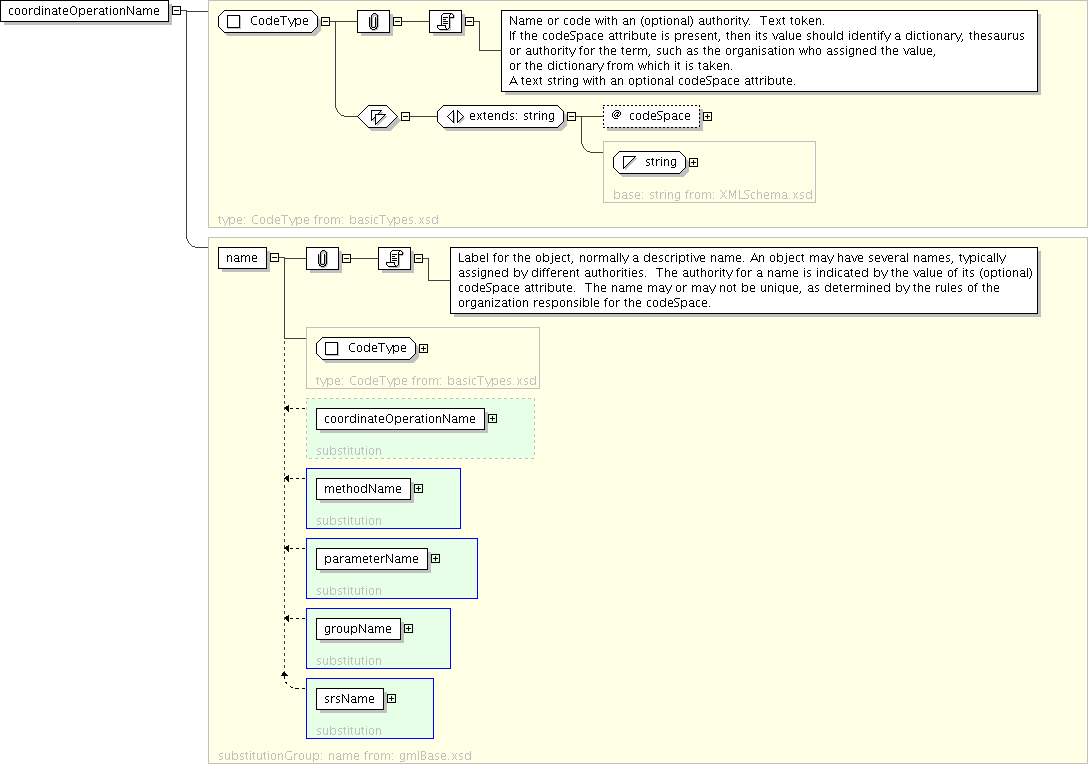 coordinateOperationName
CodeType
Name or code with an (optional) authority. Text token.
If the codeSpace attribute is present, then its value should identify a dictionary, thesaurus
or authority for the term, such as the organisation who assigned the value,
or the dictionary from which it is taken.
A text string with an optional codeSpace attribute.
extends: string
@ codeSpace
string
base: string from: XMLSchema.xsd
type: CodeType from: basicTypes.xsd
name
Label for the object, normally a descriptive name. An object may have several names, typically
assigned by different authorities. The authority for a name is indicated by the value of its (optional)
codeSpace attribute. The name may or may not be unique, as determined by the rules of the
organization responsible for the codeSpace.
CodeType
type: CodeType from: basicTypes.xsd
coordinateOperationName
substitution
methodName
substitution
parameterName
substitution
groupName
substitution
srsName
substitution
substitutionGroup: name from: gmlBase.xsd